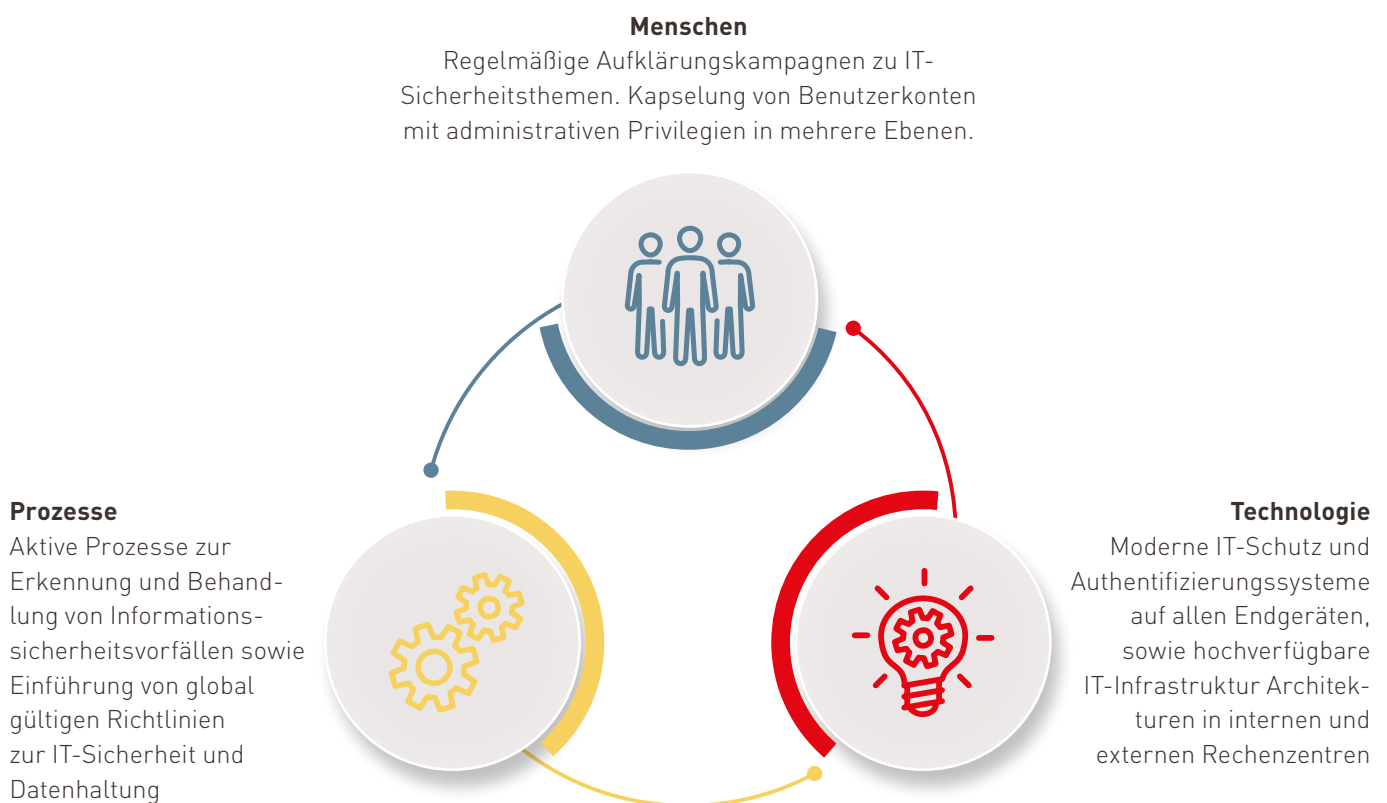 Menschen
Regelmäßige Aufklärungskampagnen zu IT-
Sicherheitsthemen. Kapselung von Benutzerkonten
mit administrativen Privilegien in mehrere Ebenen.
Prozesse
Aktive Prozesse zur
Erkennung und Behand-
lung von Informations-
sicherheitsvorfällen sowie
Einführung von global
gültigen Richtlinien
zur IT-Sicherheit und
Datenhaltung
Technologie
Moderne IT-Schutz und
Authentifizierungssysteme
auf allen Endgeräten,
sowie hochverfügbare
IT-Infrastruktur Architek-
turen in internen und
externen Rechenzentren